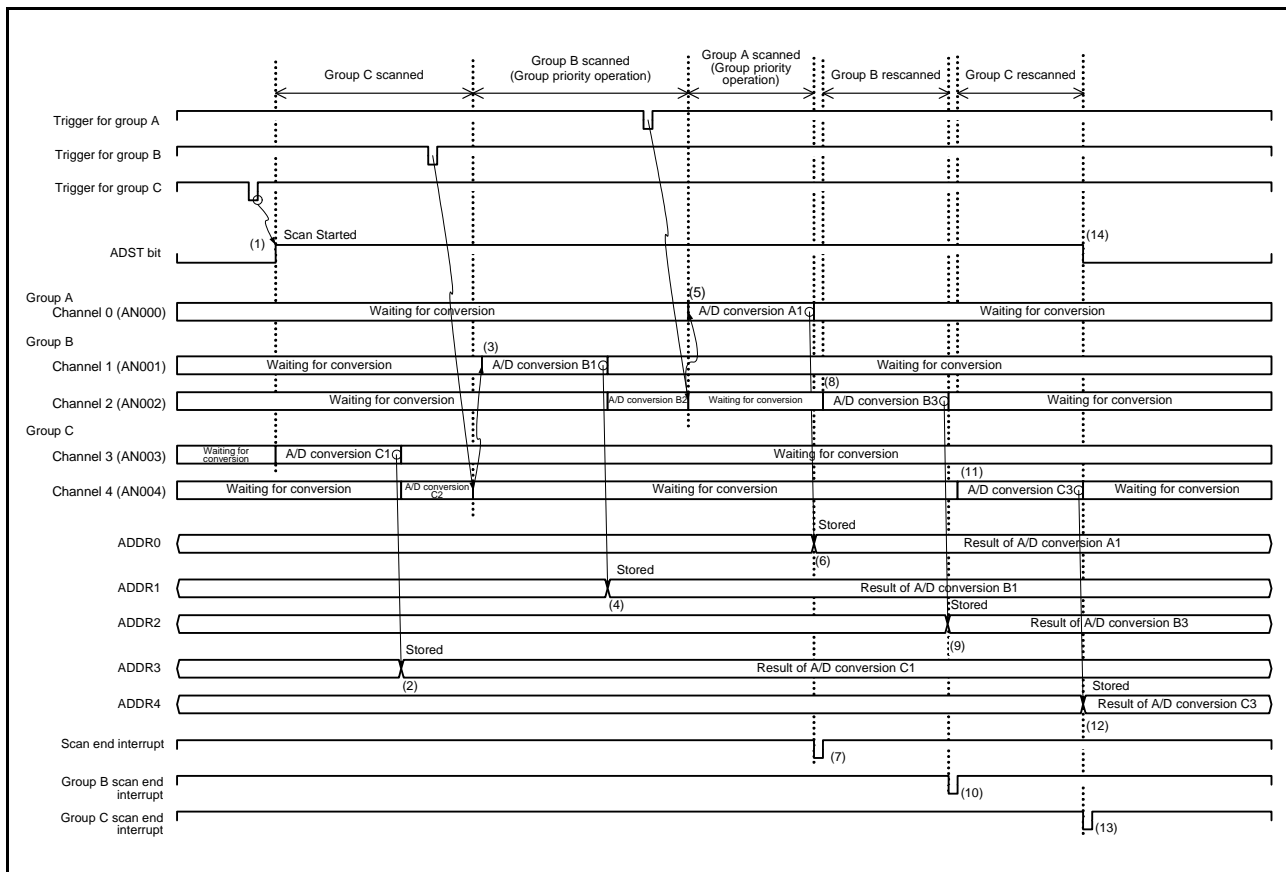 Group C scanned
Group B scanned
(Group priority operation)
Group A scanned
(Group priority
operation)
Group B rescanned
Group C rescanned
Trigger for group A
Trigger for group B
Trigger for group C
ADST bit
(1)
Scan Started
(14)
Group A
Channel 0 (AN000)
Waiting for conversion
(5)
A/D conversion A1
Waiting for conversion
Group B
Channel 1 (AN001)
Waiting for conversion
(3)
A/D conversion B1
Waiting for conversion
Channel 2 (AN002)
Waiting for conversion
A/D conversion B2
Waiting for conversion
(8)
A/D conversion B3
Waiting for conversion
Group C
Channel 3 (AN003)
Waiting for
conversion
A/D conversion C1
Waiting for conversion
Channel 4 (AN004)
Waiting for conversion
A/D conversion
C2
Waiting for conversion
(11)
A/D conversion C3
Waiting for conversion
ADDR0
Stored
Result of A/D conversion A1
(6)
ADDR1
Stored
Result of A/D conversion B1
(4)
ADDR2
Stored
Result of A/D conversion B3
(9)
ADDR3
Stored
Result of A/D conversion C1
(2)
ADDR4
Stored
Result of A/D conversion C3
(12)
Scan end interrupt
(7)
Group B scan end
interrupt
(10)
Group C scan end
interrupt
(13)